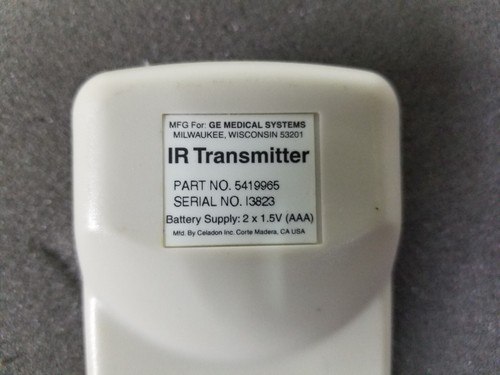 MFG For: GE MEDICAL SYSTEMS
MILWAUKEE, WISCONSIN 53201
IR Transmitter
PART NO. 5419965
SERIAL NO. I3823
Battery Supply: 2 x 1.5V (AAA)
Mfd. By Celadon Inc. Corte Madera, CA USA